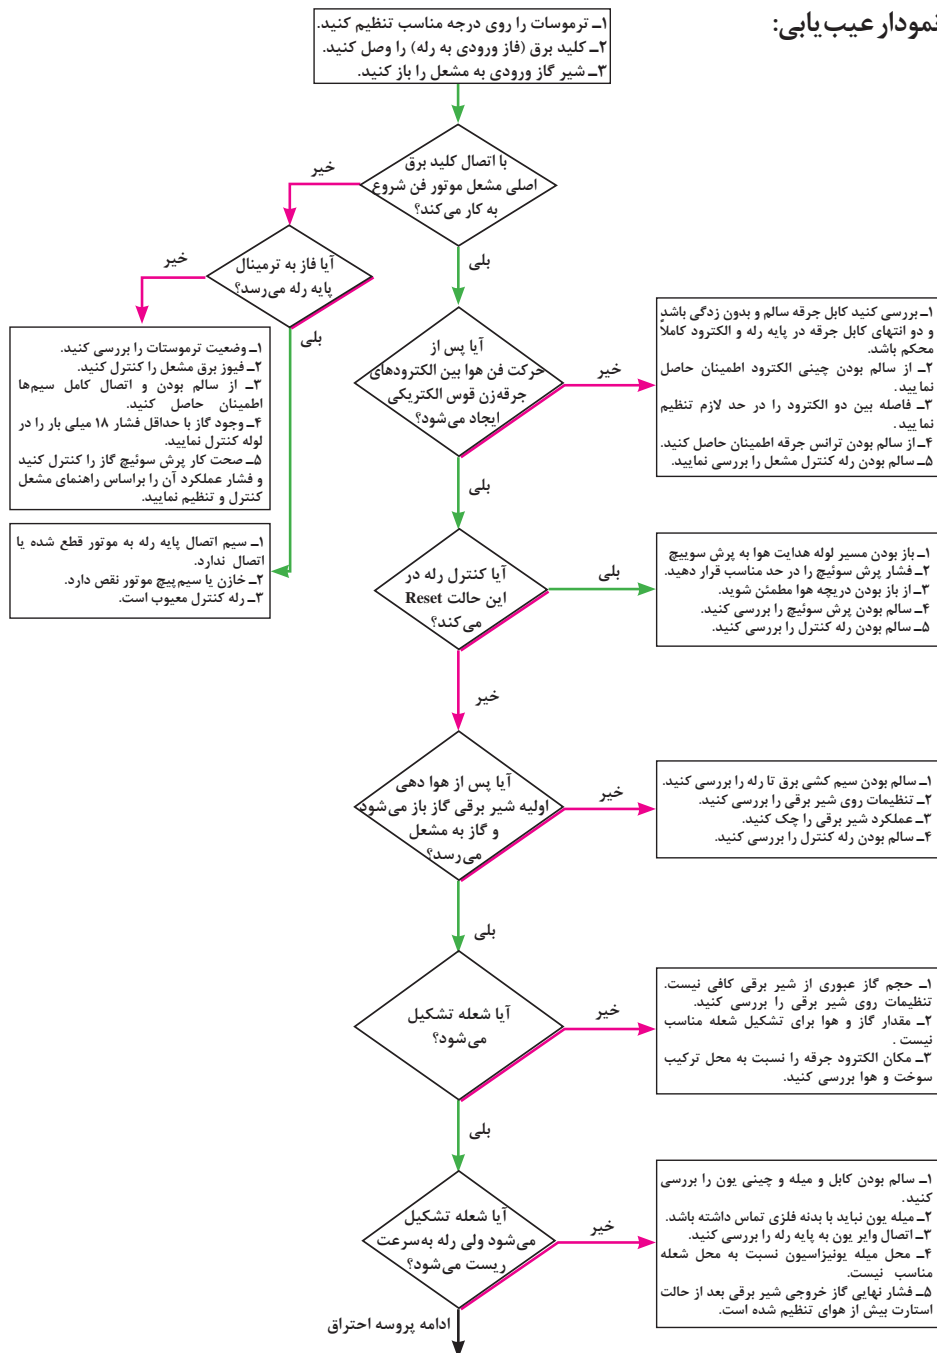 نمودار عیب‌یابی:
۱ـ ترموسات را روی درجه مناسب تنظیم کنید.
۲ـ کلید برق (فاز ورودی به رله) را وصل کنید.
۳ـ شیر گاز ورودی به مشعل را باز کنید.
با اتصال کلید برق
اصلی مشعل موتور فن شروع
به کار می‌کند؟
خیر
بلی
آیا فاز به ترمینال
پایه رله می‌رسد؟
خیر
بلی
۱ـ وضعیت ترموستات را بررسی کنید.
۲ـ فیوز برق مشعل را کنترل کنید.
۳ـ از سالم بودن و اتصال کامل سیم‌ها
اطمینان حاصل کنید.
۴ـ وجود گاز با حداقل فشار ۱۸ میلی بار را در
لوله کنترل نمایید.
۵ـ صحت کار پرش سوئیچ گاز را کنترل کنید
و فشار عملکرد آن را براساس راهنمای مشعل
کنترل و تنظیم نمایید.
۱ـ سیم اتصال پایه رله به موتور قطع شده یا
اتصال ندارد.
۲ـ خازن یا سیم‌پیچ موتور نقص دارد.
۳ـ رله کنترل معیوب است.
آیا پس از
حرکت فن هوا بین الکترودهای
جرقه‌زن قوس الکتریکی
ایجاد می‌شود؟
خیر
بلی
۱ـ بررسی کنید کابل جرقه سالم و بدون زدگی باشد
و دو انتهای کابل جرقه در پایه رله و الکترود کاملاً
محکم باشد.
۲ـ از سالم بودن چینی الکترود اطمینان حاصل
نمایید.
۳ـ فاصله بین دو الکترود را در حد لازم تنظیم
نمایید.
۴ـ از سالم بودن ترانس جرقه اطمینان حاصل کنید.
۵ـ سالم بودن رله کنترل مشعل را بررسی نمایید.
آیا کنترل رله در
این حالت Reset
می‌کند؟
بلی
خیر
۱ـ باز بودن مسیر لوله هدایت هوا به پرش سوییچ
۲ـ فشار پرش سوئیچ را در حد مناسب قرار دهید.
۳ـ از باز بودن دریچه هوا مطمئن شوید.
۴ـ سالم بودن پرش سوئیچ را بررسی کنید.
۵ـ سالم بودن رله کنترل را بررسی کنید.
آیا پس از هوا دهی
اولیه شیر برقی گاز باز می‌شود
و گاز به مشعل
می‌رسد؟
خیر
بلی
۱ـ سالم بودن سیم کشی برق تا رله را بررسی کنید.
۲ـ تنظیمات روی شیر برقی را بررسی کنید.
۳ـ عملکرد شیر برقی را چک کنید.
۴ـ سالم بودن رله کنترل را بررسی کنید.
آیا شعله تشکیل
می‌شود؟
خیر
بلی
۱ـ حجم گاز عبوری از شیر برقی کافی نیست.
تنظیمات روی شیر برقی را بررسی کنید.
۲ـ مقدار گاز و هوا برای تشکیل شعله مناسب
نیست.
۳ـ مکان الکترود جرقه را نسبت به محل ترکیب
سوخت و هوا بررسی کنید.
آیا شعله تشکیل
می‌شود ولی رله به‌سرعت
ریست می‌شود؟
خیر
۱ـ سالم بودن کابل و میله و چینی یون را بررسی
کنید.
۲ـ میله یون نباید با بدنه فلزی تماس داشته باشد.
۳ـ اتصال وایر یون به پایه رله را بررسی کنید.
۴ـ محل میله یونیزاسیون نسبت به محل شعله
مناسب نیست.
۵ـ فشار نهایی گاز خروجی شیر برقی بعد از حالت
استارت بیش از هوای تنظیم شده است.
ادامه پروسه احتراق